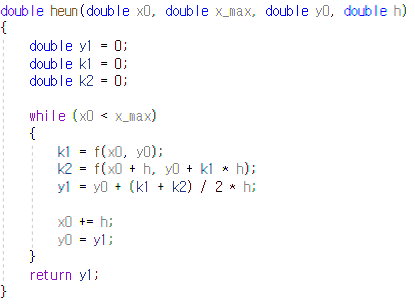 double heun(double x0, double x_max, double y0, double h)
{
    double y1 = 0;
    double k1 = 0;
    double k2 = 0;

    while (x0 < x_max)
    {
        k1 = f(x0, y0);
        k2 = f(x0 + h, y0 + k1 * h);
        y1 = y0 + (k1 + k2) / 2 * h;

        x0 += h;
        y0 = y1;
    }
    return y1;
}